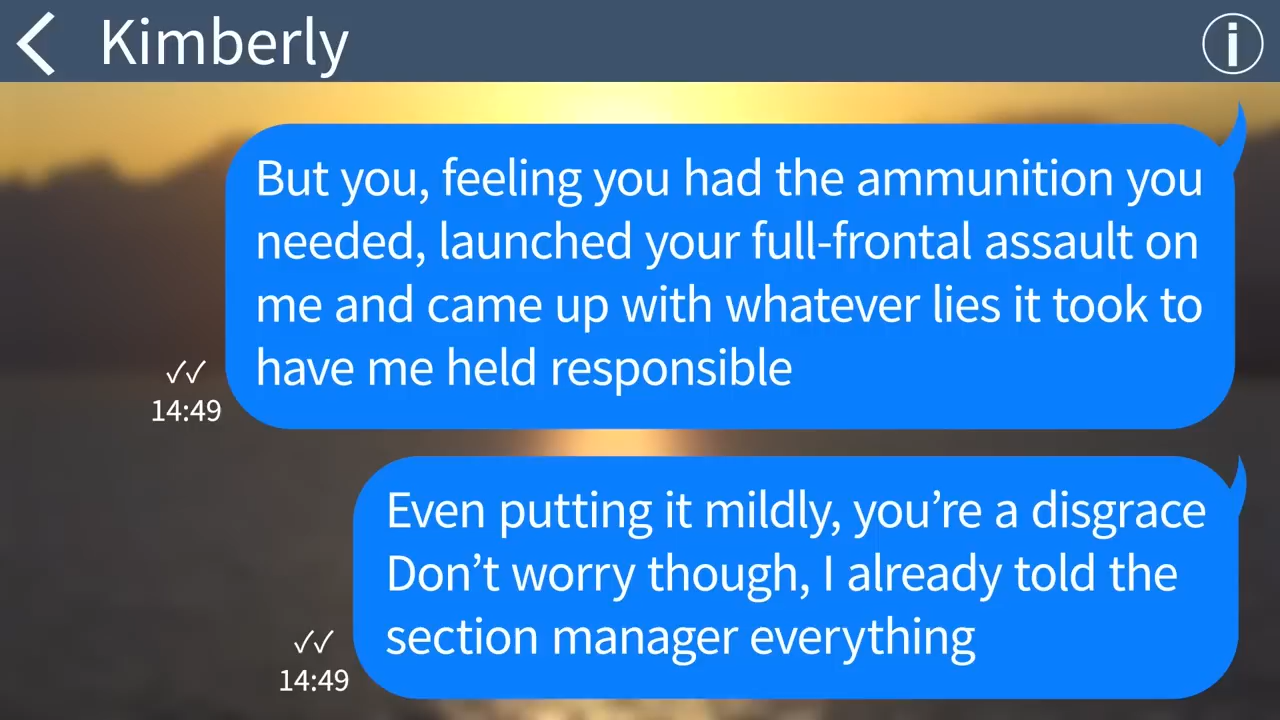 Kimberly
But you, feeling you had the ammunition you
needed, launched your full-frontal assault on
me and came up with whatever lies it took to
have me held responsible
14:49
Even putting it mildly, you’re a disgrace
Don’t worry though, I already told the
section manager everything
14:49